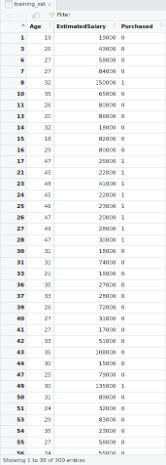 training_set
Filter
Age EstimatedSalary Purchased
1 19 19000 0
3 26 43000 0
4 27 57000 0
7 27 84000 0
8 32 150000 1
10 35 65000 0
11 26 80000 0
13 20 86000 0
14 32 18000 0
15 18 82000 0
16 29 80000 0
17 47 25000 1
21 45 22000 1
23 48 41000 1
24 45 22000 1
25 46 23000 1
26 47 20000 1
27 49 28000 1
28 47 30000 1
30 31 18000 0
31 31 74000 0
33 21 16000 0
36 35 27000 0
37 33 28000 0
39 26 72000 0
40 27 31000 0
41 27 17000 0
42 33 51000 0
43 35 108000 0
44 30 15000 0
47 25 79000 0
49 30 135000 1
50 31 89000 0
51 24 32000 0
53 29 83000 0
54 35 23000 0
55 27 58000 0
56 24 55000 0
Showing 1 to 38 of 300 entries